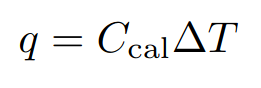 q = C_cal ΔT